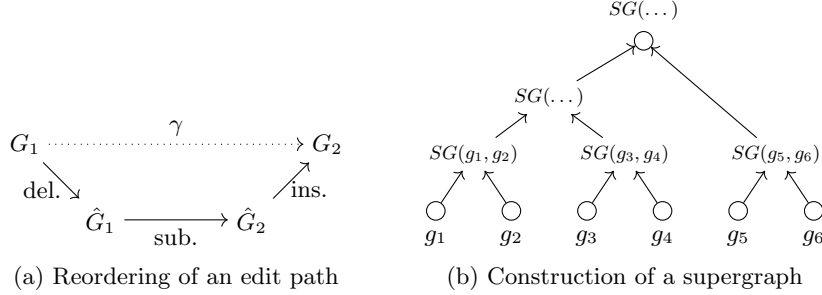 SG(...)
SG(...)
G₁ γ G₂
SG(g₁, g₂) SG(g₃, g₄) SG(g₅, g₆)
del. ins.
Ĝ₁ Ĝ₂
sub.
g₁ g₂ g₃ g₄ g₅ g₆
(a) Reordering of an edit path (b) Construction of a supergraph